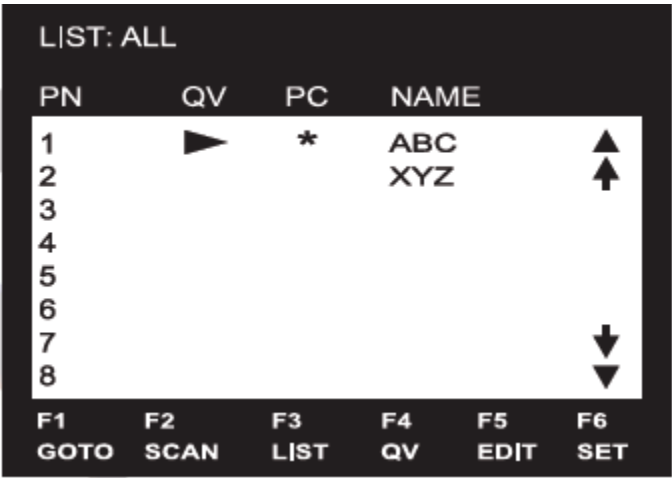 LIST: ALL
PN QV PC NAME
1 ► * ABC ▲
2 XYZ ↑
3
4
5
6
7 ↓
8 ▼
F1 F2 F3 F4 F5 F6
GOTO SCAN LIST QV EDIT SET